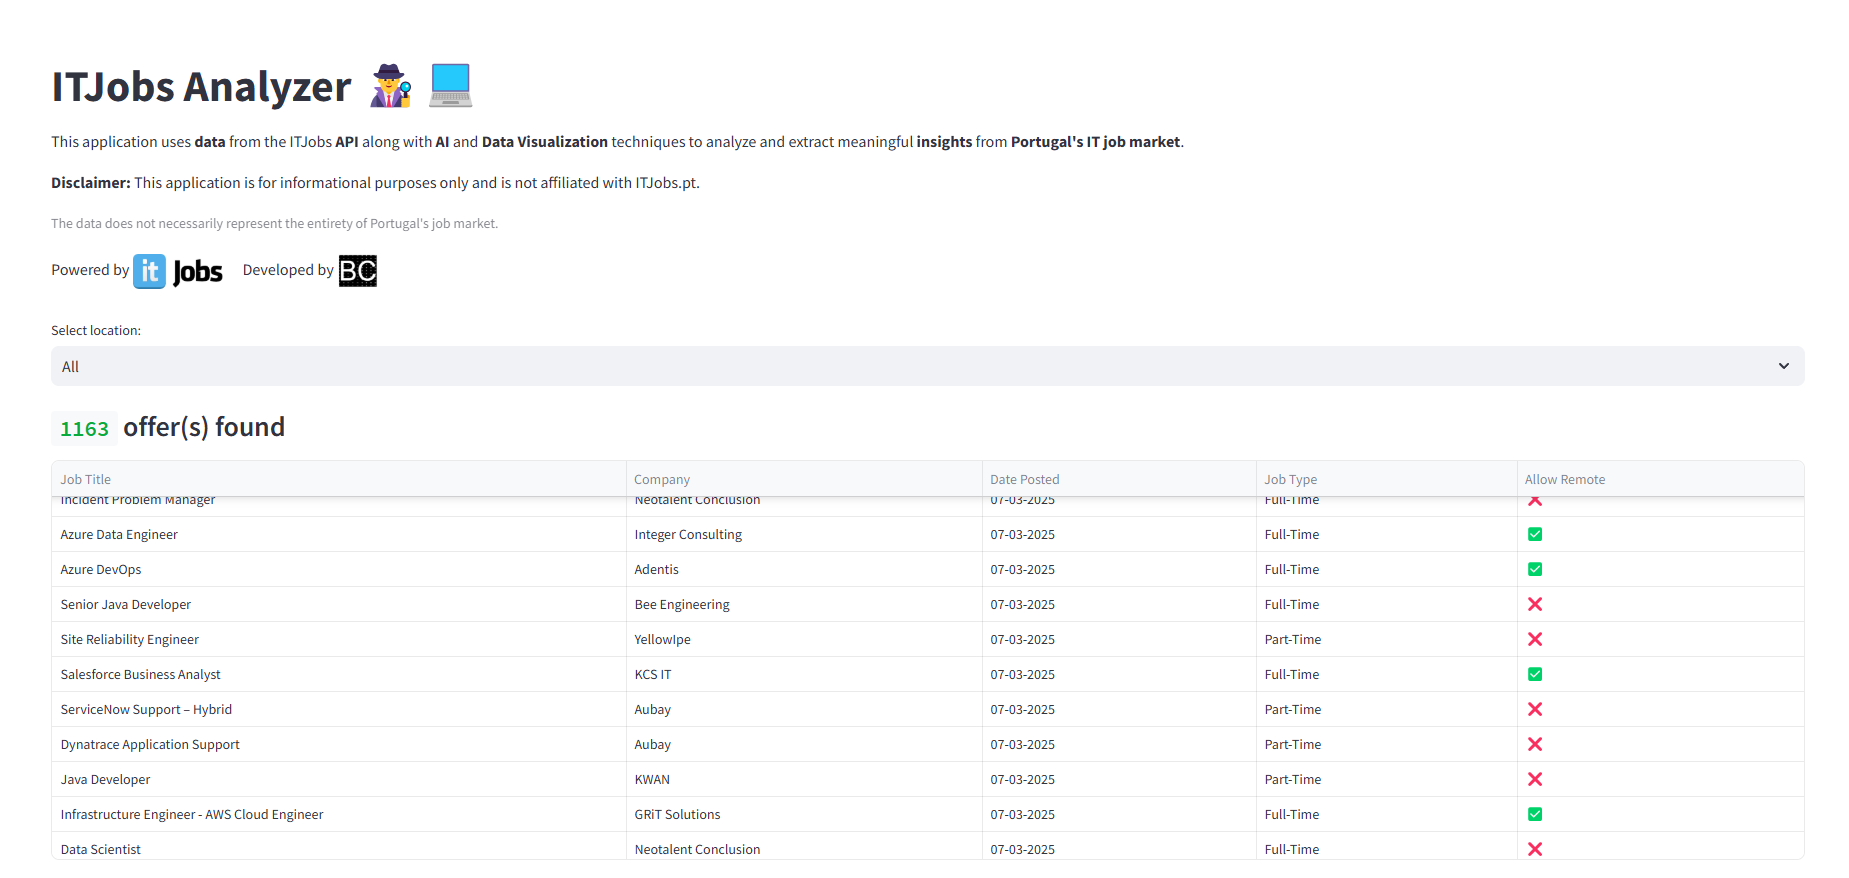 ITJobs Analyzer
This application uses data from the ITJobs API along with AI and Data Visualization techniques to analyze and extract meaningful insights from Portugal's IT job market.
Disclaimer: This application is for informational purposes only and is not affiliated with ITJobs.pt.
The data does not necessarily represent the entirety of Portugal's job market.
Powered by it Jobs Developed by BC
Select location:
All
1163 offer(s) found
Job Title Company Date Posted Job Type Allow Remote
Incident Problem Manager Neotalent Conclusion 07-03-2025 Full-Time
Azure Data Engineer Integer Consulting 07-03-2025 Full-Time
Azure DevOps Adentis 07-03-2025 Full-Time
Senior Java Developer Bee Engineering 07-03-2025 Full-Time
Site Reliability Engineer YellowIpe 07-03-2025 Part-Time
Salesforce Business Analyst KCS IT 07-03-2025 Full-Time
ServiceNow Support – Hybrid Aubay 07-03-2025 Part-Time
Dynatrace Application Support Aubay 07-03-2025 Part-Time
Java Developer KWAN 07-03-2025 Part-Time
Infrastructure Engineer - AWS Cloud Engineer GRiT Solutions 07-03-2025 Full-Time
Data Scientist Neotalent Conclusion 07-03-2025 Full-Time